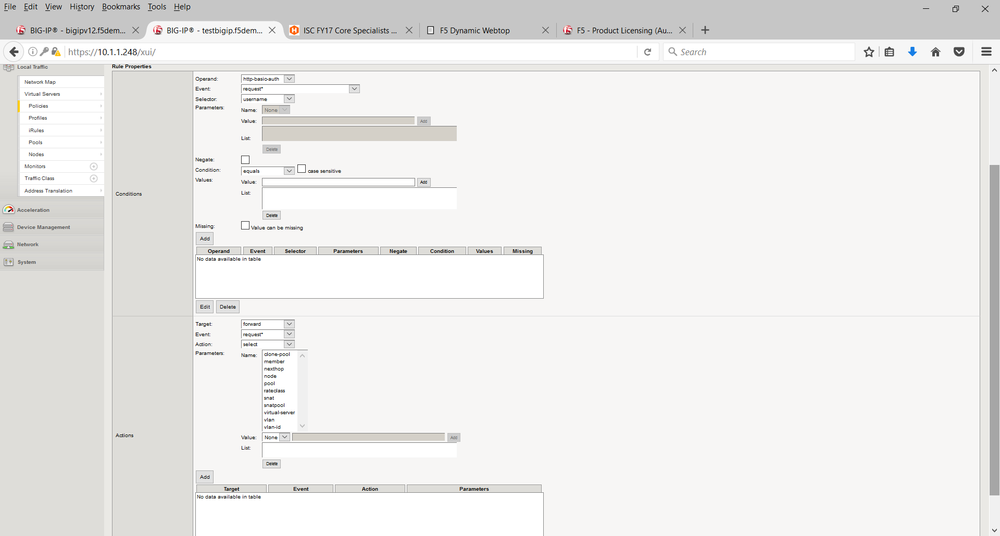 File Edit View History Bookmarks Tools Help
BIG-IP® - bigipv12.f5dem... BIG-IP® - testbigip.f5dem... ISC FY17 Core Specialists ... F5 Dynamic Webtop F5 - Product Licensing (Au...
https://10.1.1.248/xui/ Search
Local Traffic
Network Map
Virtual Servers
Policies
Profiles
iRules
Pools
Nodes
Monitors
Traffic Class
Address Translation
Acceleration
Device Management
Network
System
Rule Properties
Conditions
Operand: http-basic-auth
Event: request*
Selector: username
Parameters: Name: None
Value: Add
List:
Delete
Negate:
Condition: equals case sensitive
Values: Value: Add
List:
Delete
Missing: Value can be missing
Add
Operand Event Selector Parameters Negate Condition Values Missing
No data available in table
Edit Delete
Actions
Target: forward
Event: request*
Action: select
Parameters: Name: clone-pool
member
nexthop
node
pool
rateclass
snat
snatpool
virtual-server
vlan
vlan-id
Value: None Add
List:
Delete
Add
Target Event Action Parameters
No data available in table